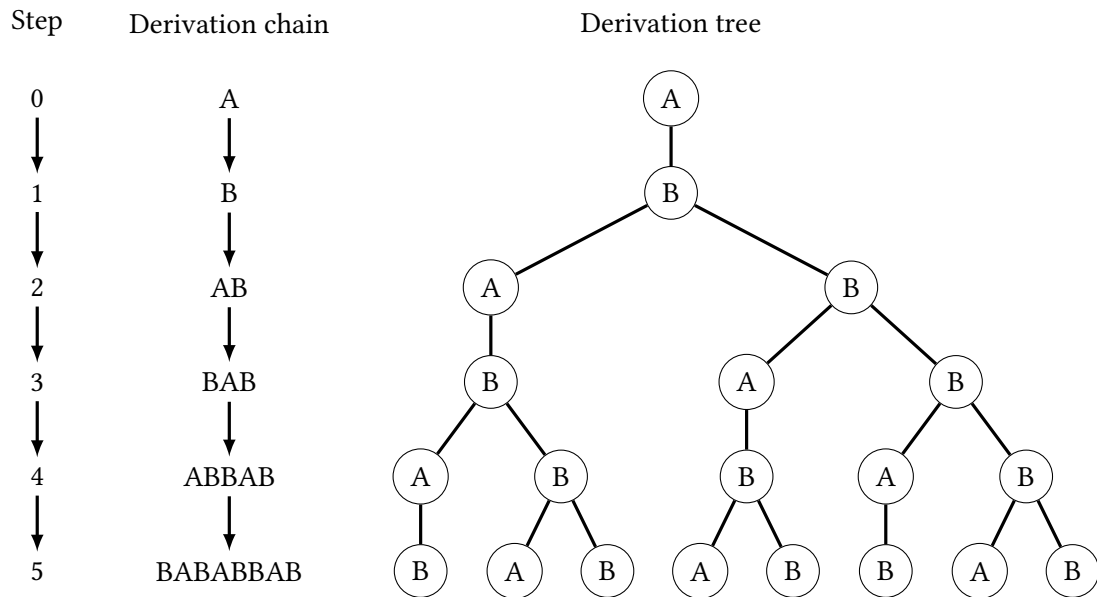 Step Derivation chain Derivation tree
0 A A
1 B B
2 AB A B
3 BAB B A B
4 ABBAB A B B A B
5 BABABBAB B A B A B B A B